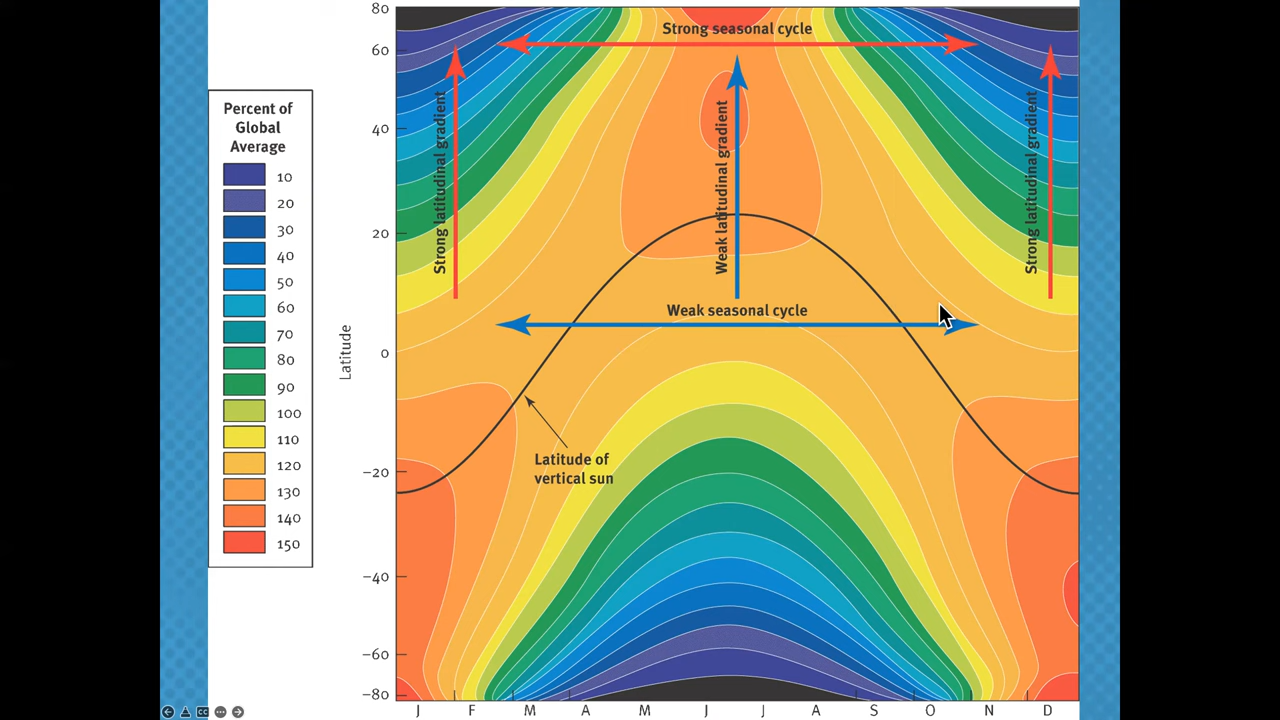 Percent of
Global
Average
10
20
30
40
50
60
70
80
90
100
110
120
130
140
150
Latitude
80
60
40
20
0
−20
−40
−60
−80
Strong seasonal cycle
Strong latitudinal gradient
Weak latitudinal gradient
Strong latitudinal gradient
Weak seasonal cycle
Latitude of
vertical sun
J F M A M J J A S O N D
CC